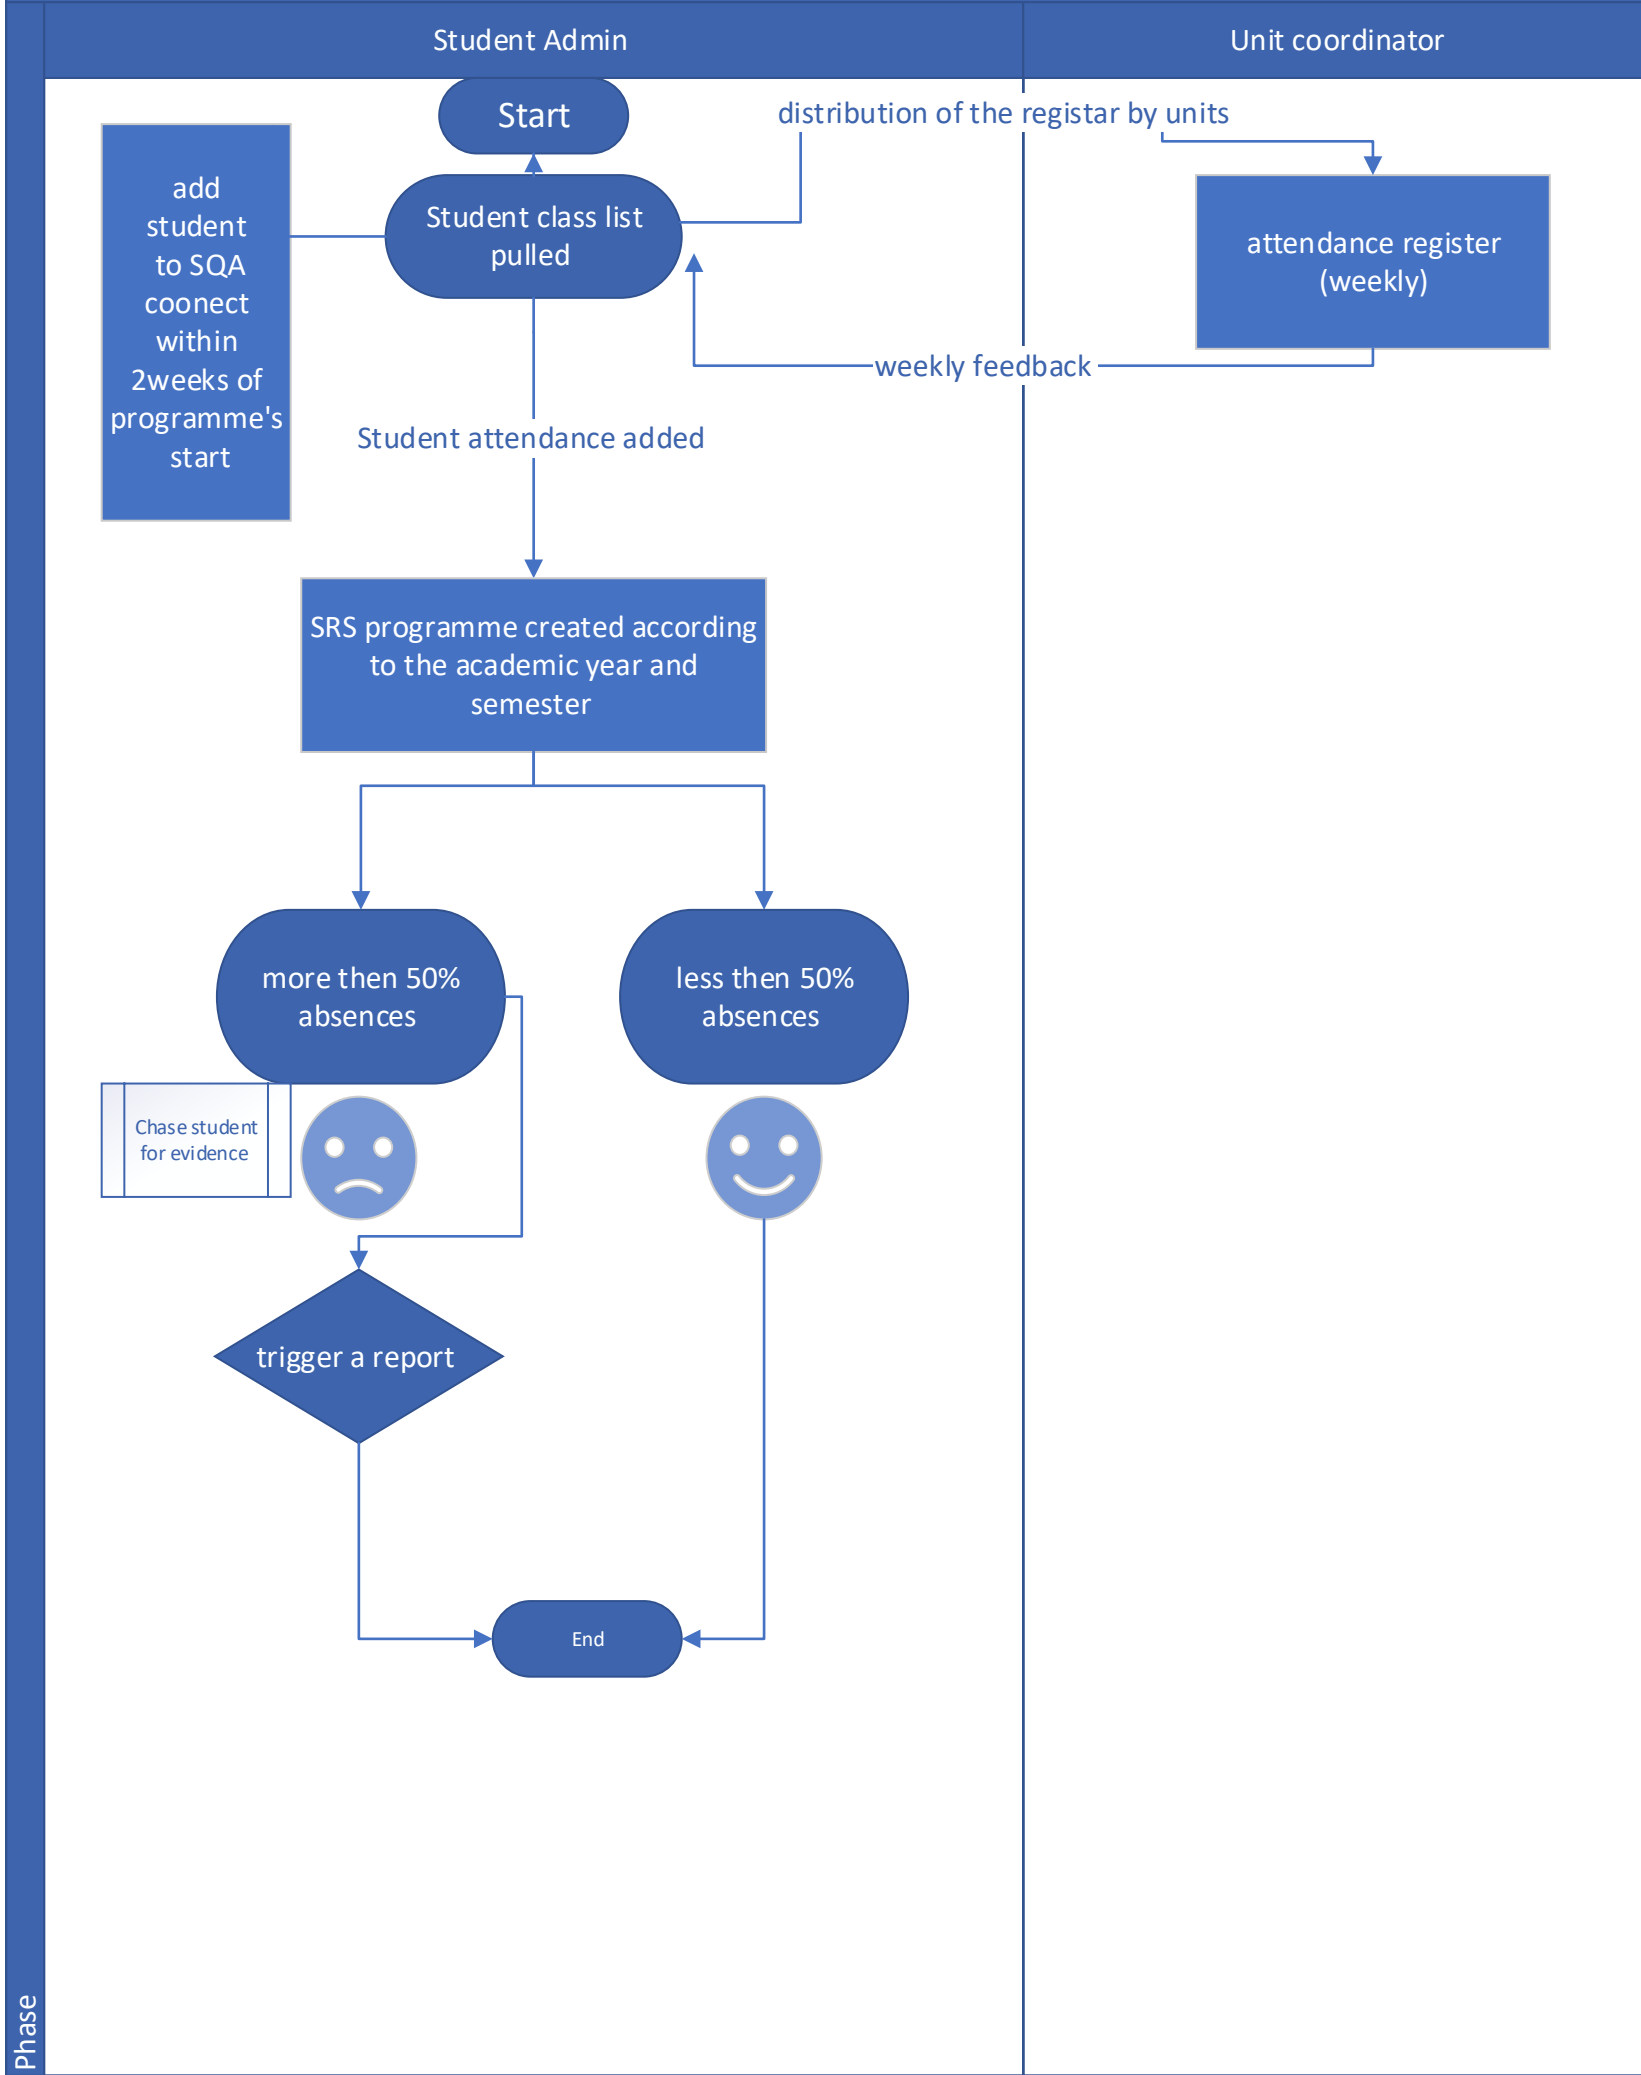 Student Admin
Unit coordinator
Start
distribution of the registar by units
add
student
to SQA
coonect
within
2weeks of
programme's
start
Student class list
pulled
attendance register
(weekly)
weekly feedback
Student attendance added
SRS programme created according
to the academic year and
semester
more then 50%
absences
less then 50%
absences
Chase student
for evidence
trigger a report
End
Phase